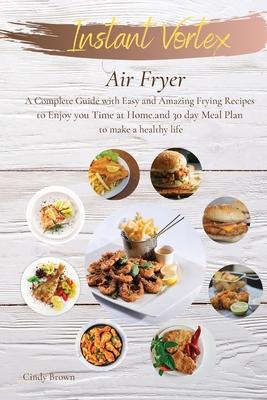 Instant Vortex
Air Fryer
A Complete Guide with Easy and Amazing Frying Recipes
to Enjoy you Time at Home.and 30 day Meal Plan
to make a healthy life
Cindy Brown